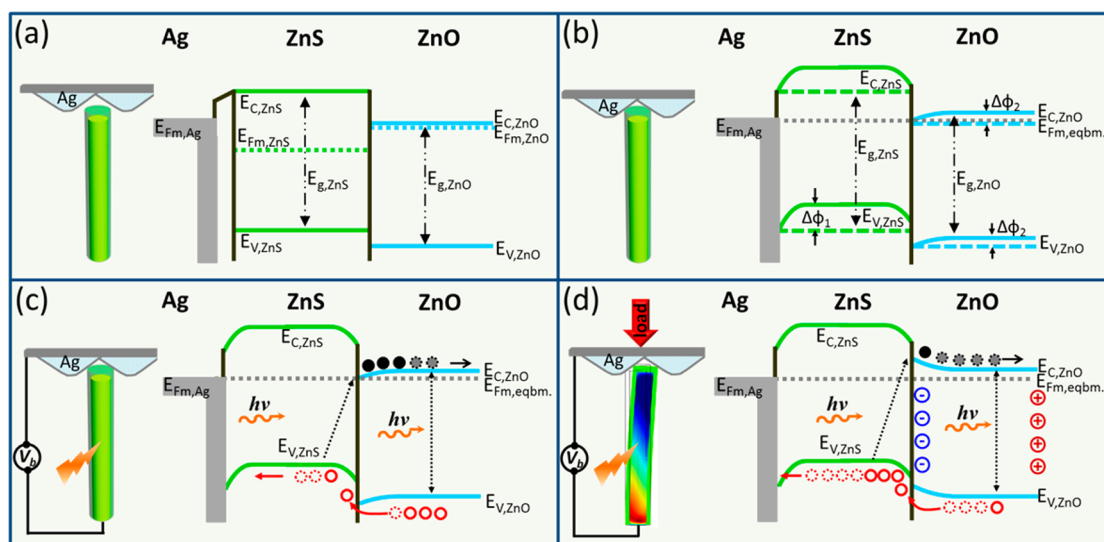 (a)
Ag ZnS ZnO
Ag
E_Fm,Ag
E_C,ZnS
E_Fm,ZnS
E_g,ZnS
E_V,ZnS
E_C,ZnO
E_Fm,ZnO
E_g,ZnO
E_V,ZnO
(b)
Ag ZnS ZnO
Ag
E_Fm,Ag
E_C,ZnS
E_g,ZnS
E_V,ZnS
Δϕ₁
Δϕ₂
E_C,ZnO
E_Fm,eqbm.
E_g,ZnO
Δϕ₂
E_V,ZnO
(c)
Ag ZnS ZnO
Ag
V_b
E_Fm,Ag
E_C,ZnS
hν
E_V,ZnS
E_C,ZnO
E_Fm,eqbm.
hν
E_V,ZnO
(d)
Ag ZnS ZnO
load
Ag
V_b
E_Fm,Ag
E_C,ZnS
hν
E_V,ZnS
E_C,ZnO
E_Fm,eqbm.
hν
E_V,ZnO